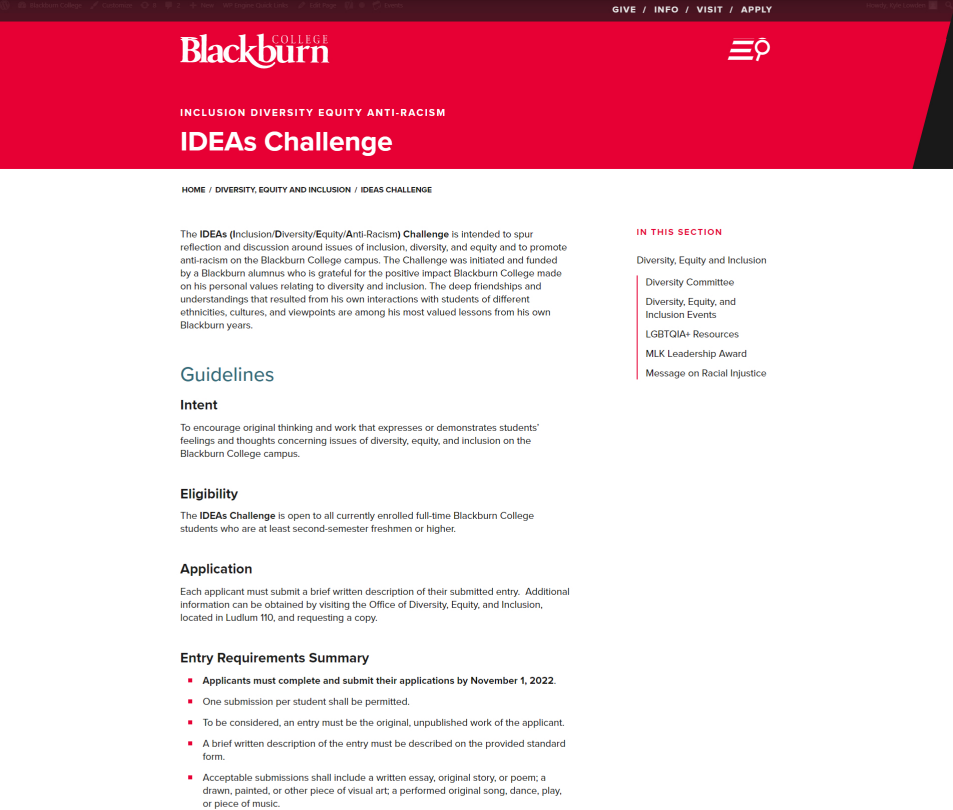 Blackburn College Customize 6 2 New WP Engine Quick Links Edit Page Events
GIVE / INFO / VISIT / APPLY
COLLEGE
Blackburn
INCLUSION DIVERSITY EQUITY ANTI-RACISM
IDEAs Challenge
HOME / DIVERSITY, EQUITY AND INCLUSION / IDEAS CHALLENGE
The IDEAs (Inclusion/Diversity/Equity/Anti-Racism) Challenge is intended to spur
reflection and discussion around issues of inclusion, diversity, and equity and to promote
anti-racism on the Blackburn College campus. The Challenge was initiated and funded
by a Blackburn alumnus who is grateful for the positive impact Blackburn College made
on his personal values relating to diversity and inclusion. The deep friendships and
understandings that resulted from his own interactions with students of different
ethnicities, cultures, and viewpoints are among his most valued lessons from his own
Blackburn years.
IN THIS SECTION
Diversity, Equity and Inclusion
Diversity Committee
Diversity, Equity, and
Inclusion Events
LGBTQIA+ Resources
MLK Leadership Award
Message on Racial Injustice
Guidelines
Intent
To encourage original thinking and work that expresses or demonstrates students’
feelings and thoughts concerning issues of diversity, equity, and inclusion on the
Blackburn College campus.
Eligibility
The IDEAs Challenge is open to all currently enrolled full-time Blackburn College
students who are at least second-semester freshmen or higher.
Application
Each applicant must submit a brief written description of their submitted entry. Additional
information can be obtained by visiting the Office of Diversity, Equity, and Inclusion,
located in Ludlum 110, and requesting a copy.
Entry Requirements Summary
Applicants must complete and submit their applications by November 1, 2022.
One submission per student shall be permitted.
To be considered, an entry must be the original, unpublished work of the applicant.
A brief written description of the entry must be described on the provided standard
form.
Acceptable submissions shall include a written essay, original story, or poem; a
drawn, painted, or other piece of visual art; a performed original song, dance, play,
or piece of music.